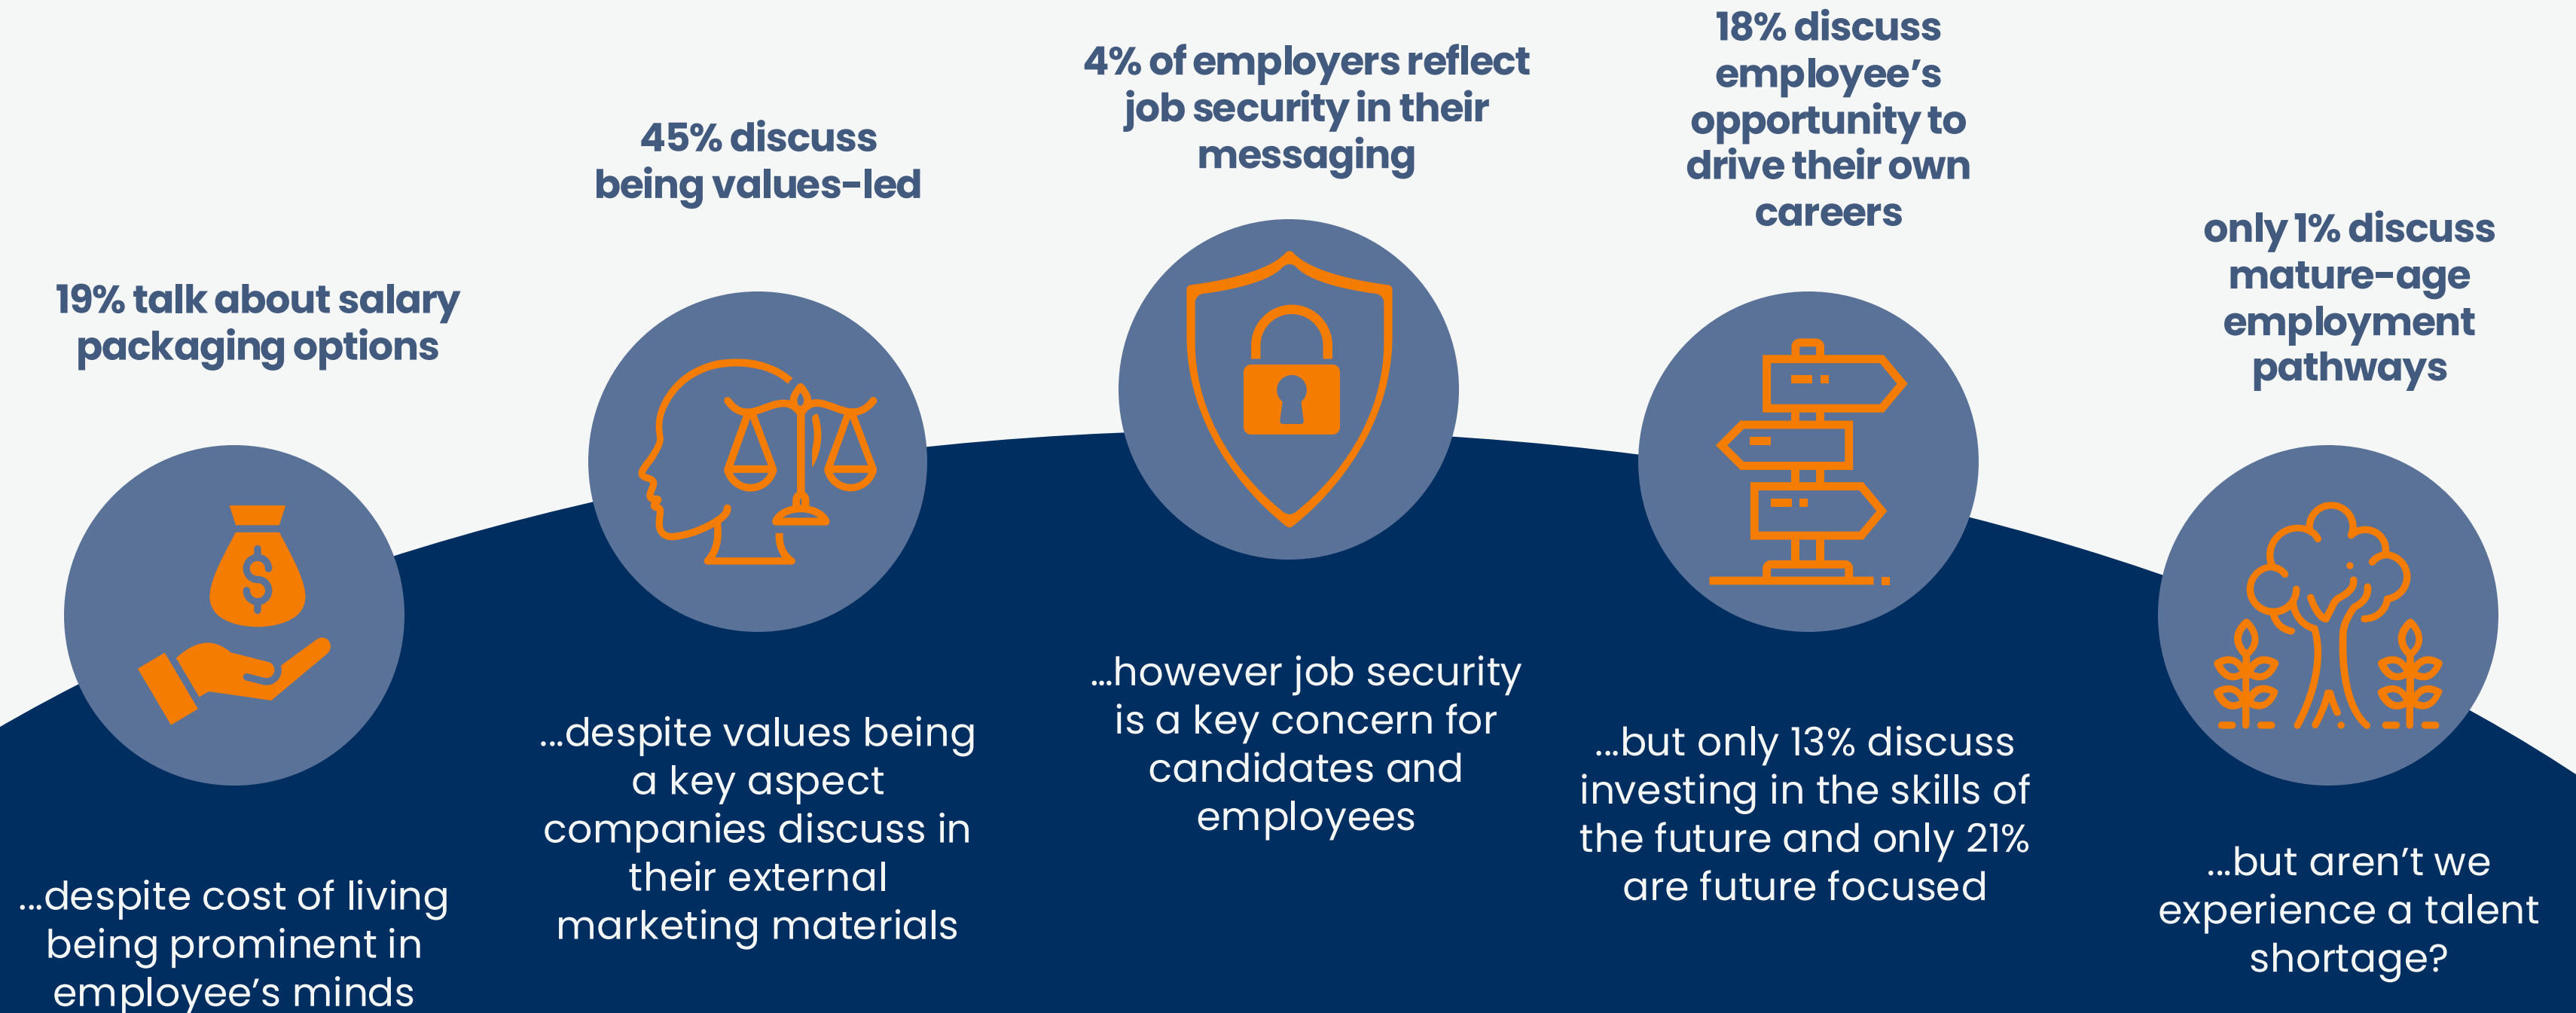 19% talk about salary
packaging options
...despite cost of living
being prominent in
employee’s minds
45% discuss
being values-led
...despite values being
a key aspect
companies discuss in
their external
marketing materials
4% of employers reflect
job security in their
messaging
...however job security
is a key concern for
candidates and
employees
18% discuss
employee’s
opportunity to
drive their own
careers
...but only 13% discuss
investing in the skills of
the future and only 21%
are future focused
only 1% discuss
mature-age
employment
pathways
...but aren’t we
experience a talent
shortage?